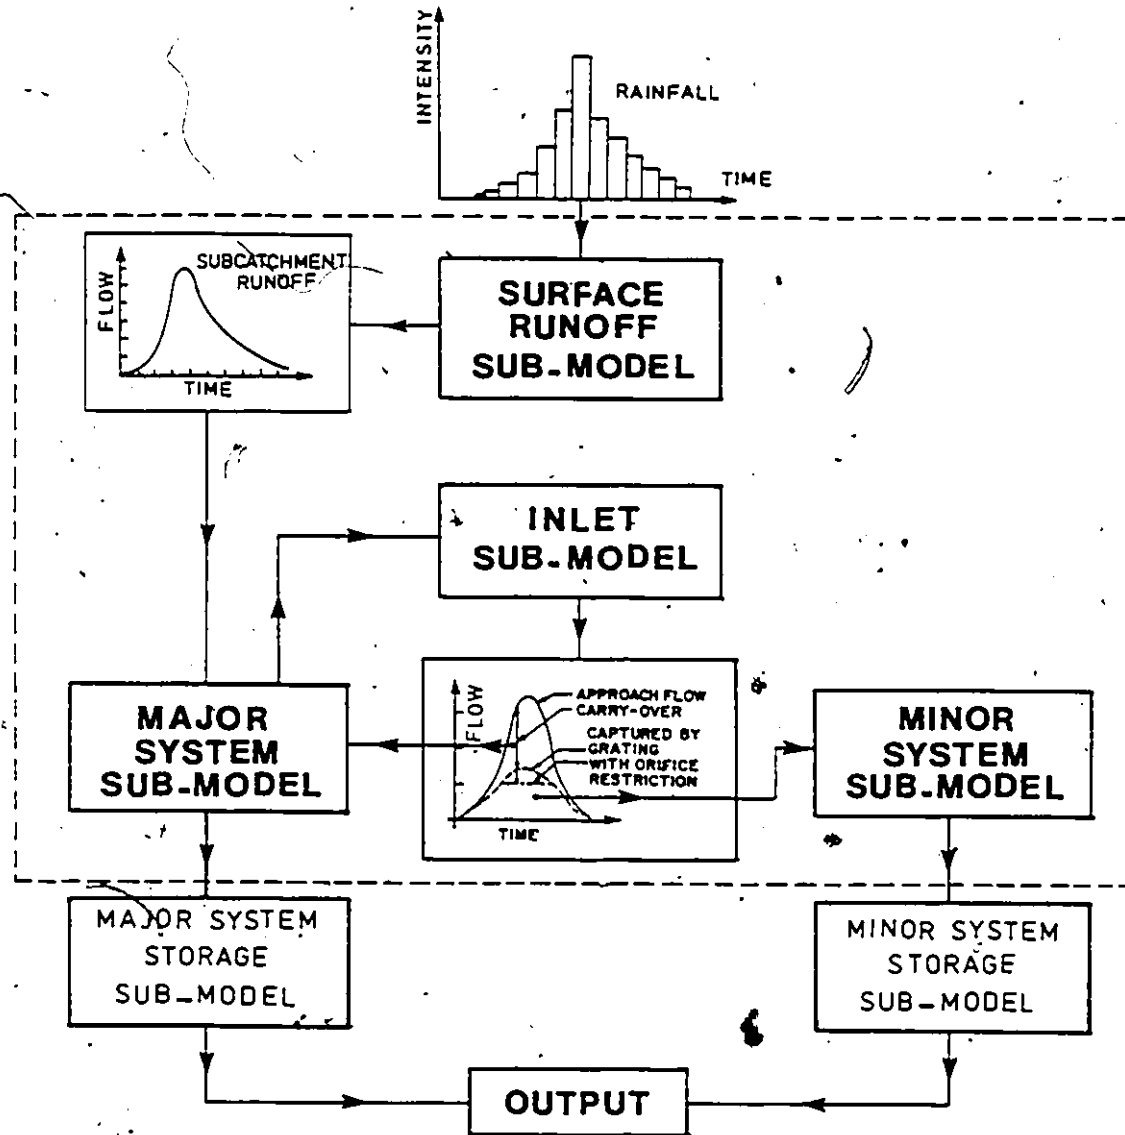 INTENSITY
RAINFALL
TIME
SUBCATCHMENT
RUNOFF
FLOW
TIME
SURFACE
RUNOFF
SUB-MODEL
INLET
SUB-MODEL
MAJOR
SYSTEM
SUB-MODEL
FLOW
APPROACH FLOW
CARRY-OVER
CAPTURED BY
GRATING
WITH ORIFICE
RESTRICTION
TIME
MINOR
SYSTEM
SUB-MODEL
MAJOR SYSTEM
STORAGE
SUB-MODEL
MINOR SYSTEM
STORAGE
SUB-MODEL
OUTPUT